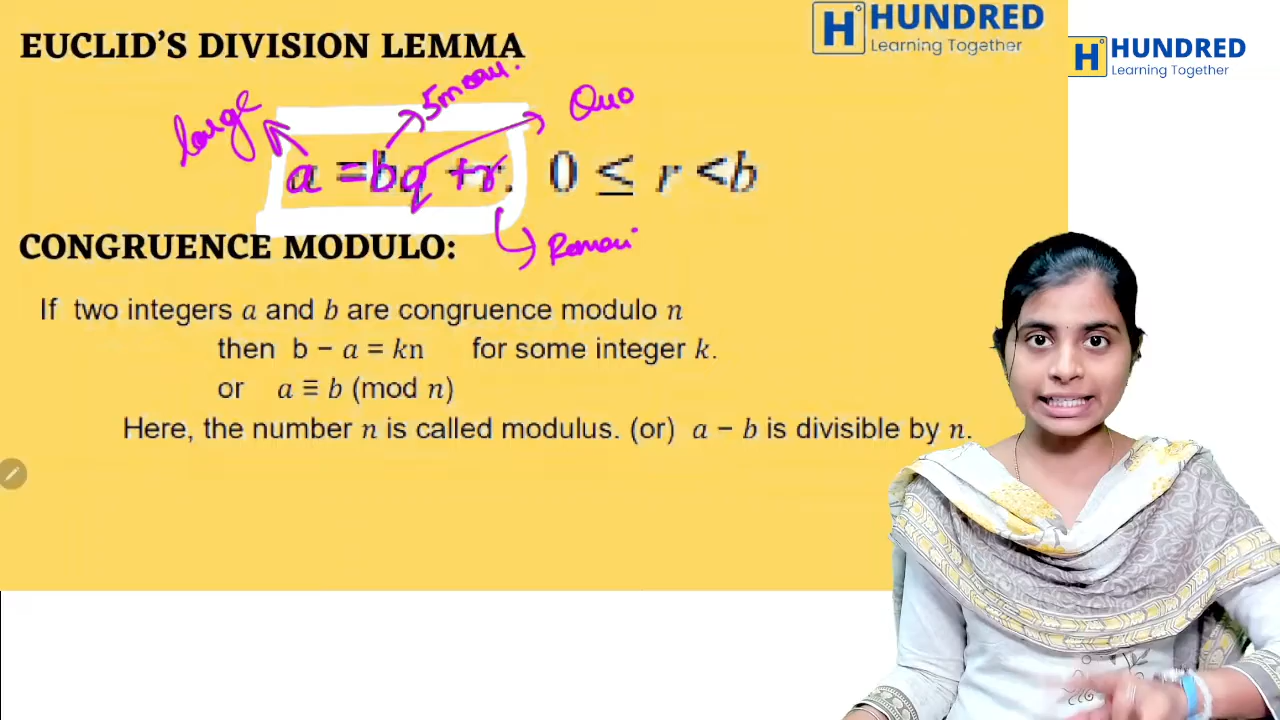 EUCLID'S DIVISION LEMMA
HUNDRED
Learning Together
HUNDRED
Learning Together
large
Quo
a = bq + r. 0 ≤ r < b
Remai
CONGRUENCE MODULO:
If two integers a and b are congruence modulo n
then b − a = kn for some integer k.
or a ≡ b (mod n)
Here, the number n is called modulus. (or) a − b is divisible by n.